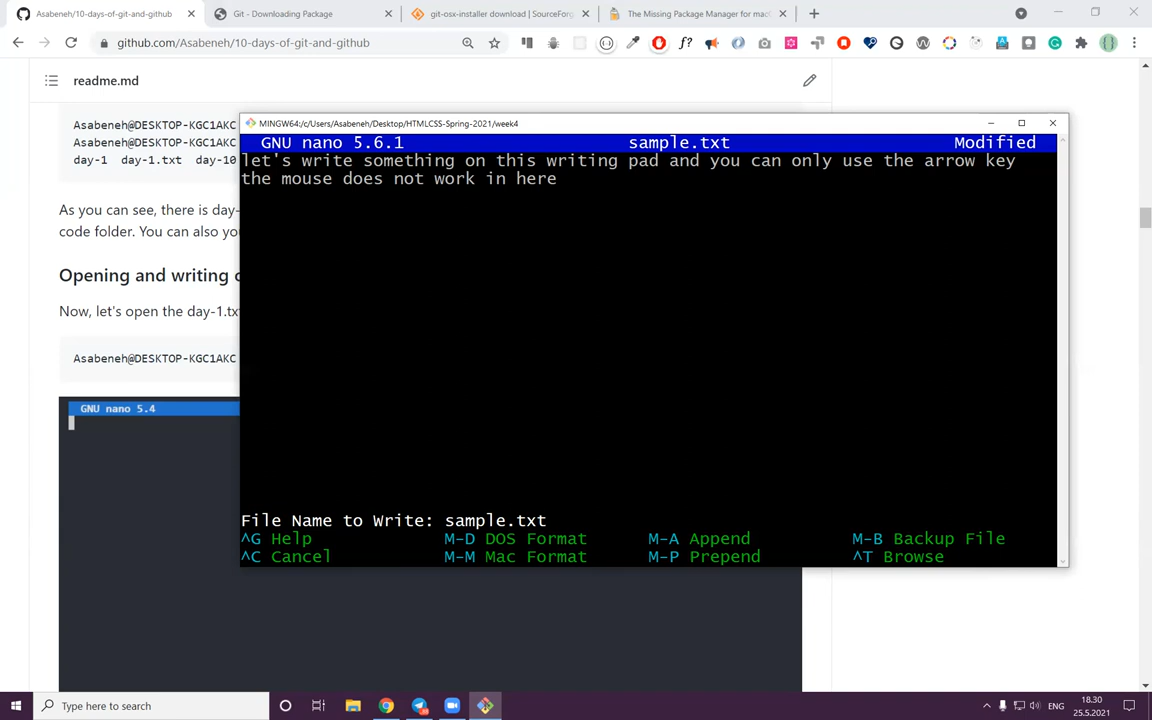 Asabeneh/10-days-of-git-and-github
Git - Downloading Package
git-osx-installer download | SourceForg
The Missing Package Manager for mac
github.com/Asabeneh/10-days-of-git-and-github
readme.md
Asabeneh@DESKTOP-KGC1AKC
Asabeneh@DESKTOP-KGC1AKC
day-1 day-1.txt day-10
As you can see, there is day-
code folder. You can also you
Opening and writing
Now, let's open the day-1.tx
Asabeneh@DESKTOP-KGC1AKC
GNU nano 5.4
MINGW64:/c/Users/Asabeneh/Desktop/HTMLCSS-Spring-2021/week4
GNU nano 5.6.1 sample.txt Modified
let's write something on this writing pad and you can only use the arrow key
the mouse does not work in here
File Name to Write: sample.txt
^G Help M-D DOS Format M-A Append M-B Backup File
^C Cancel M-M Mac Format M-P Prepend ^T Browse
Type here to search
ENG
18.30
25.5.2021